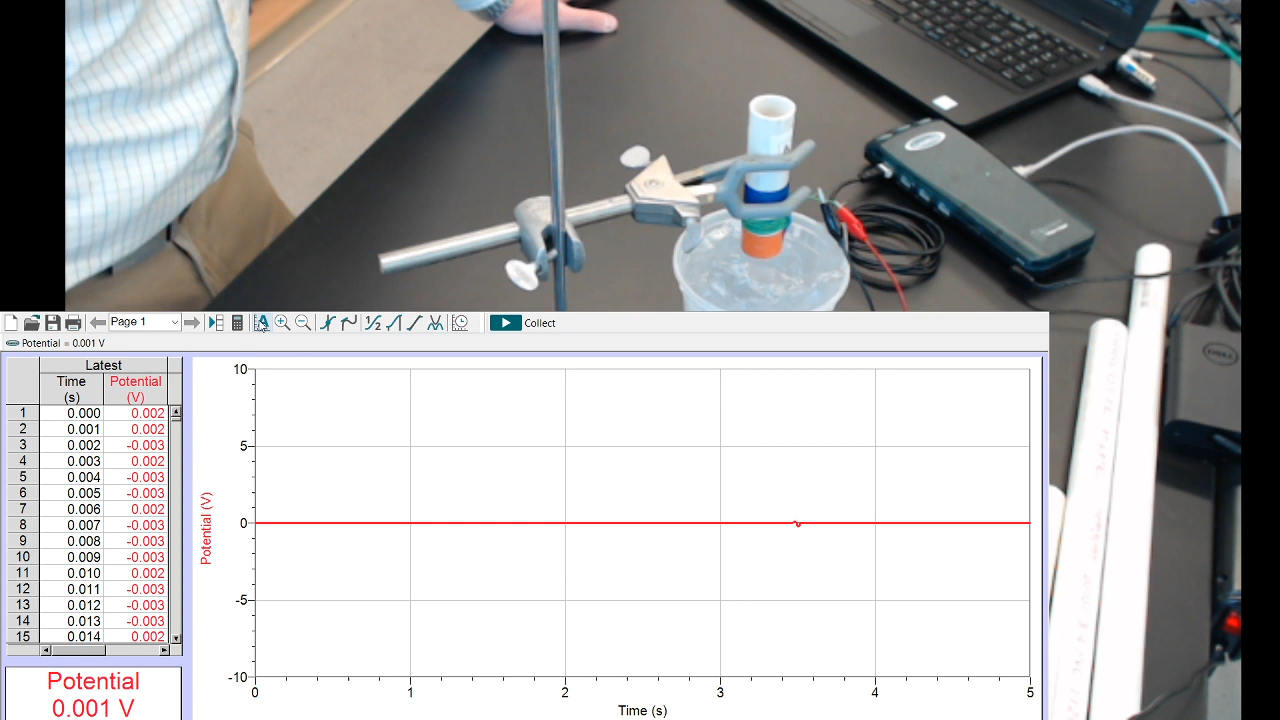 Page 1
Collect
Potential = 0.001 V
Latest
Time Potential
(s) (V)
1 0.000 0.002
2 0.001 0.002
3 0.002 -0.003
4 0.003 0.002
5 0.004 -0.003
6 0.005 -0.003
7 0.006 0.002
8 0.007 -0.003
9 0.008 -0.003
10 0.009 -0.003
11 0.010 0.002
12 0.011 -0.003
13 0.012 -0.003
14 0.013 -0.003
15 0.014 0.002
Potential
0.001 V
10
5
0
-5
-10
Potential (V)
0 1 2 3 4 5
Time (s)
DELL